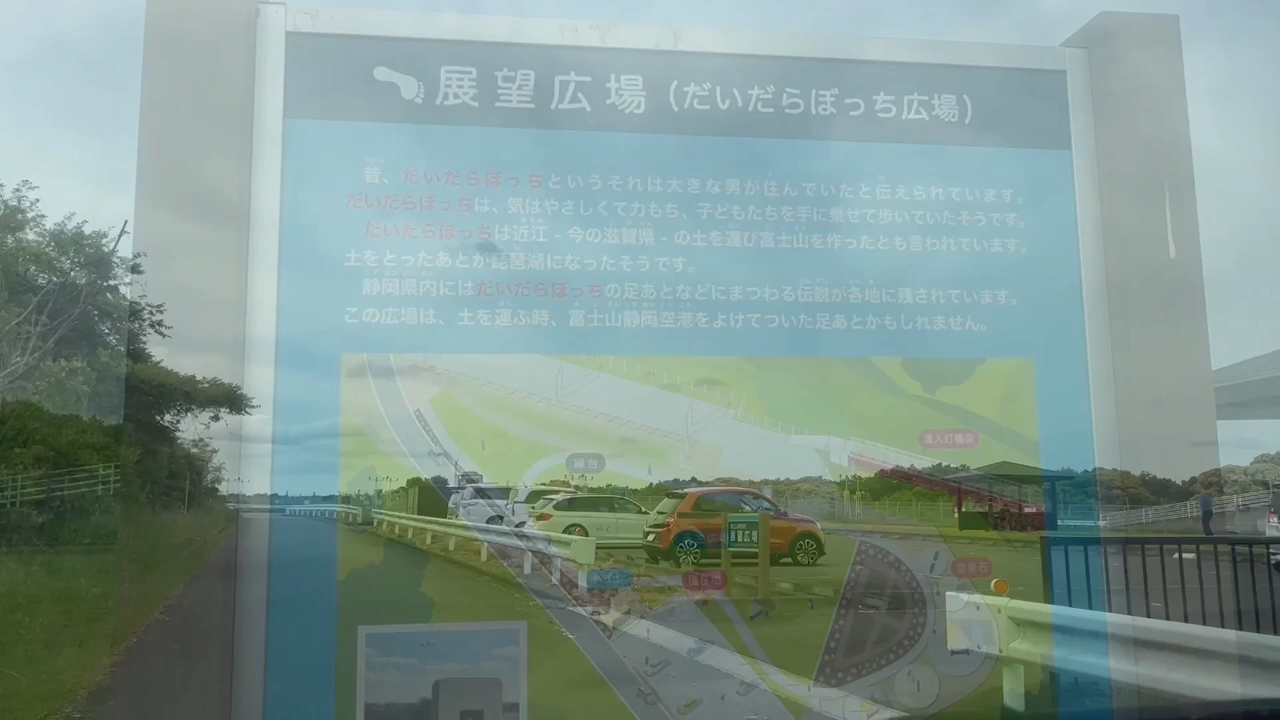 展望広場 (だいだらぼっち広場)
昔、だいだらぼっちというそれは大きな男が住んでいたと伝えられています。
だいだらぼっちは、気はやさしくて力もち、子どもたちを手に乗せて歩いていたそうです。
だいだらぼっちは近江 - 今の滋賀県 - の土を運び富士山を作ったとも言われています。
土をとったあとが琵琶湖になったそうです。
静岡県内にはだいだらぼっちの足あとなどにまつわる伝説が各地に残されています。
この広場は、土を運ぶ時、富士山静岡空港をよけてついた足あとかもしれません。
進入灯橋梁
展望広場
トイレ
現在地